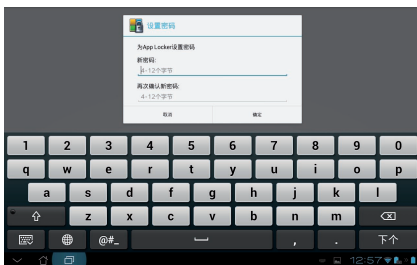 设置密码
为App Locker设置密码
新密码:
4-12个字节
再次确认新密码:
4-12个字节
取消 确定
1 2 3 4 5 6 7 8 9 0
q w e r t y u i o p
a s d f g h j k l
z x c v b n m
@#_ , . 下个
12:57